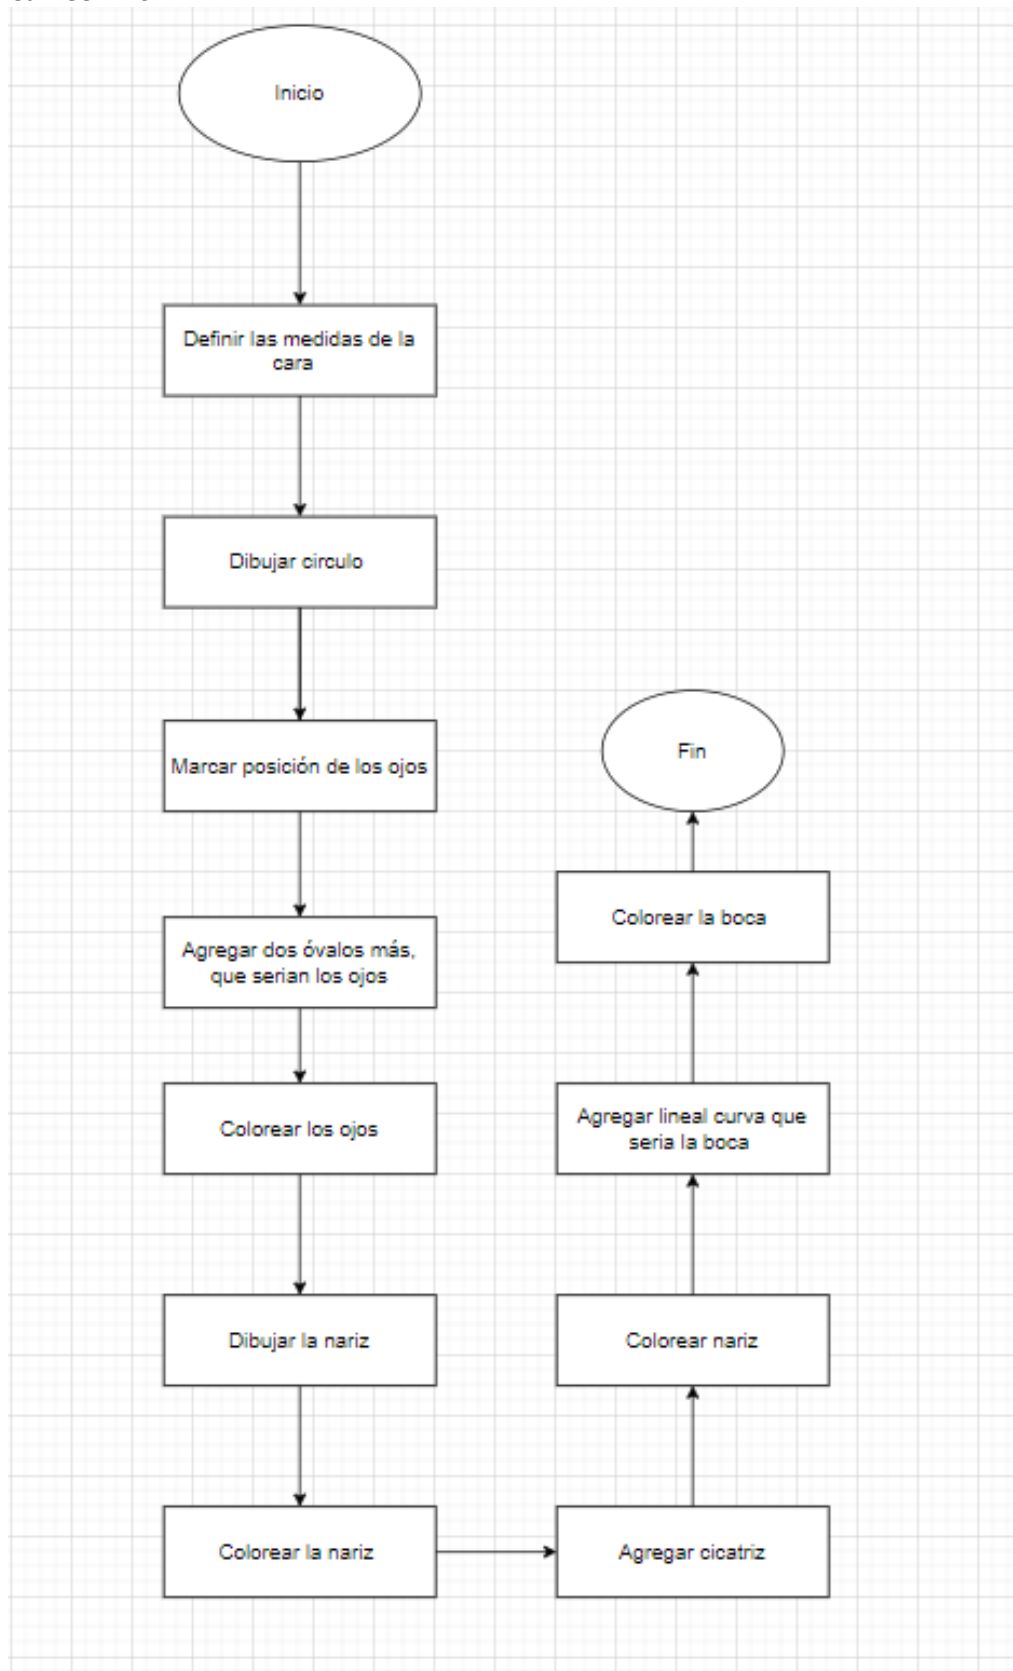 Inicio
Definir las medidas de la
cara
Dibujar circulo
Marcar posición de los ojos
Agregar dos óvalos más,
que serian los ojos
Colorear los ojos
Dibujar la nariz
Colorear la nariz
Agregar cicatriz
Colorear nariz
Agregar lineal curva que
seria la boca
Colorear la boca
Fin